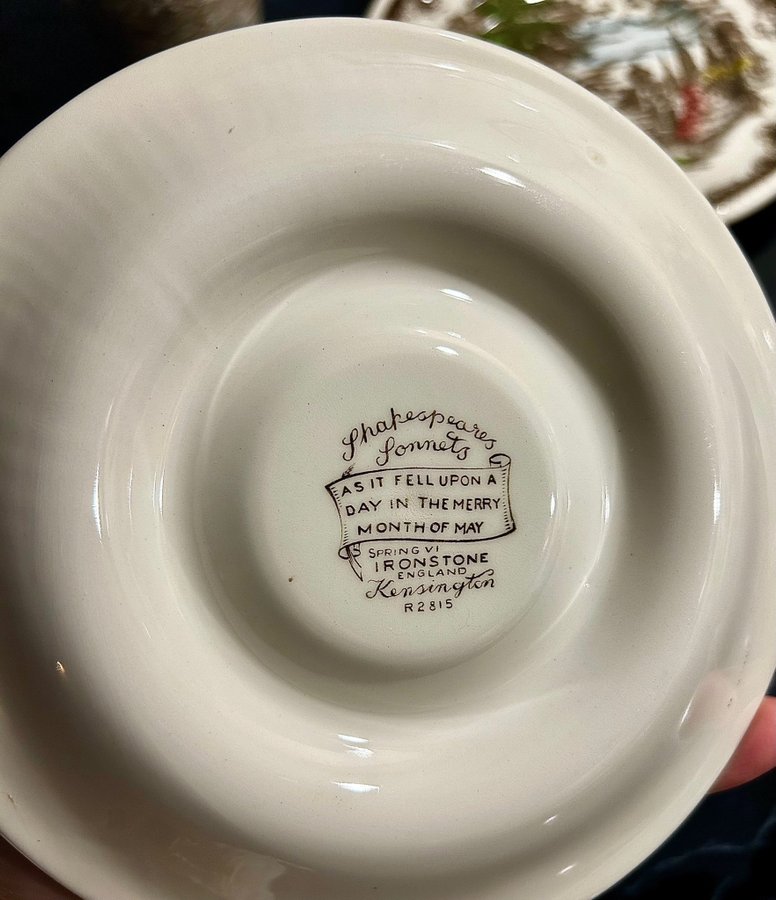 Shakespeares
Sonnets
AS IT FELL UPON A
DAY IN THE MERRY
MONTH OF MAY
SPRING VI
IRONSTONE
ENGLAND
Kensington
R2815